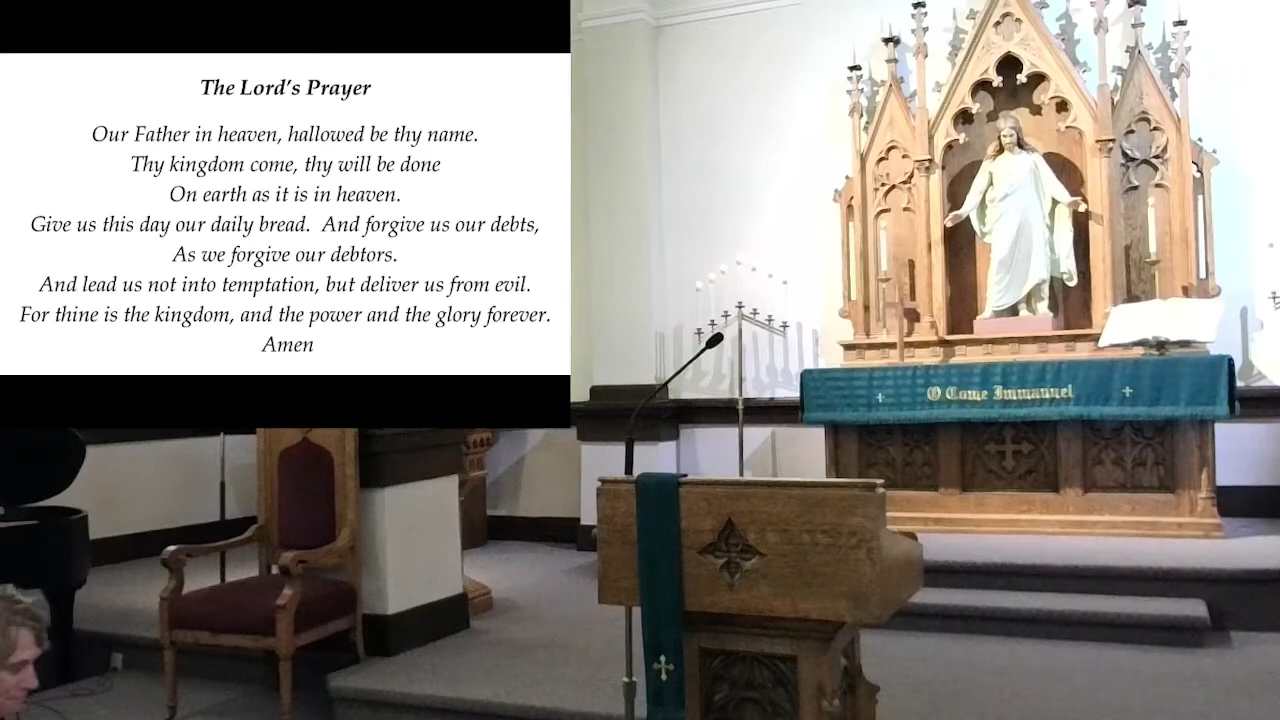 The Lord's Prayer
Our Father in heaven, hallowed be thy name.
Thy kingdom come, thy will be done
On earth as it is in heaven.
Give us this day our daily bread.  And forgive us our debts,
As we forgive our debtors.
And lead us not into temptation, but deliver us from evil.
For thine is the kingdom, and the power and the glory forever.
Amen
O Come Immanuel